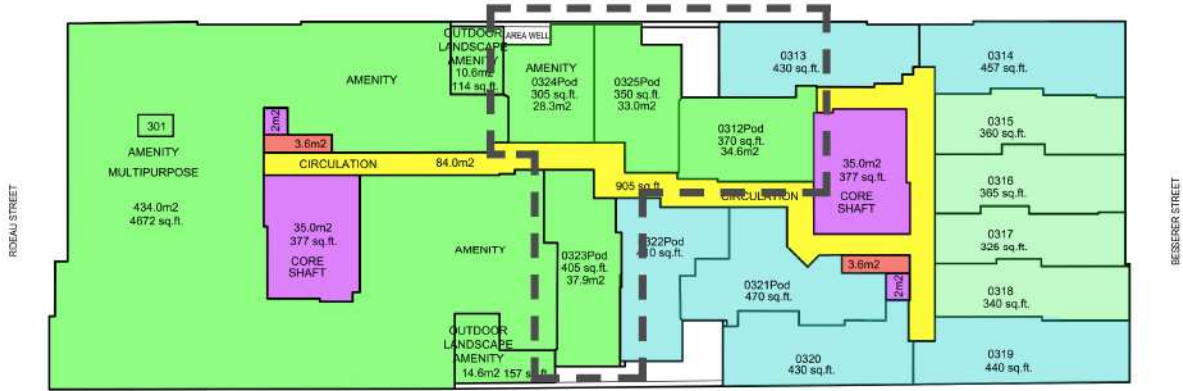 RDEAU STREET
301
AMENITY
MULTIPURPOSE
434.0m2
4672 sq.ft.
AMENITY
2m2
3.6m2
CIRCULATION
84.0m2
35.0m2
377 sq.ft.
CORE
SHAFT
AMENITY
OUTDOOR
LANDSCAPE
AMENITY
10.6m2
114 sq.ft.
AREA WELL
AMENITY
0324Pod
305
sq.ft.
28.3m2
0325Pod
350
sq.ft.
33.0m2
0312Pod
370
sq.ft.
34.6m2
905 sq.ft.
CIRCULATION
0323Pod
405
sq.ft.
37.9m2
OUTDOOR
LANDSCAPE
AMENITY
14.6m2 157 sq.ft.
0321Pod
470 sq.ft.
0313
430 sq.ft.
35.0m2
377 sq.ft.
CORE
SHAFT
3.6m2
2m2
0320
430 sq.ft.
0314
457 sq.ft.
0315
360 sq.ft.
0316
365 sq.ft.
0317
326 sq.ft.
0318
340 sq.ft.
0319
440 sq.ft.
BESSERER STREET